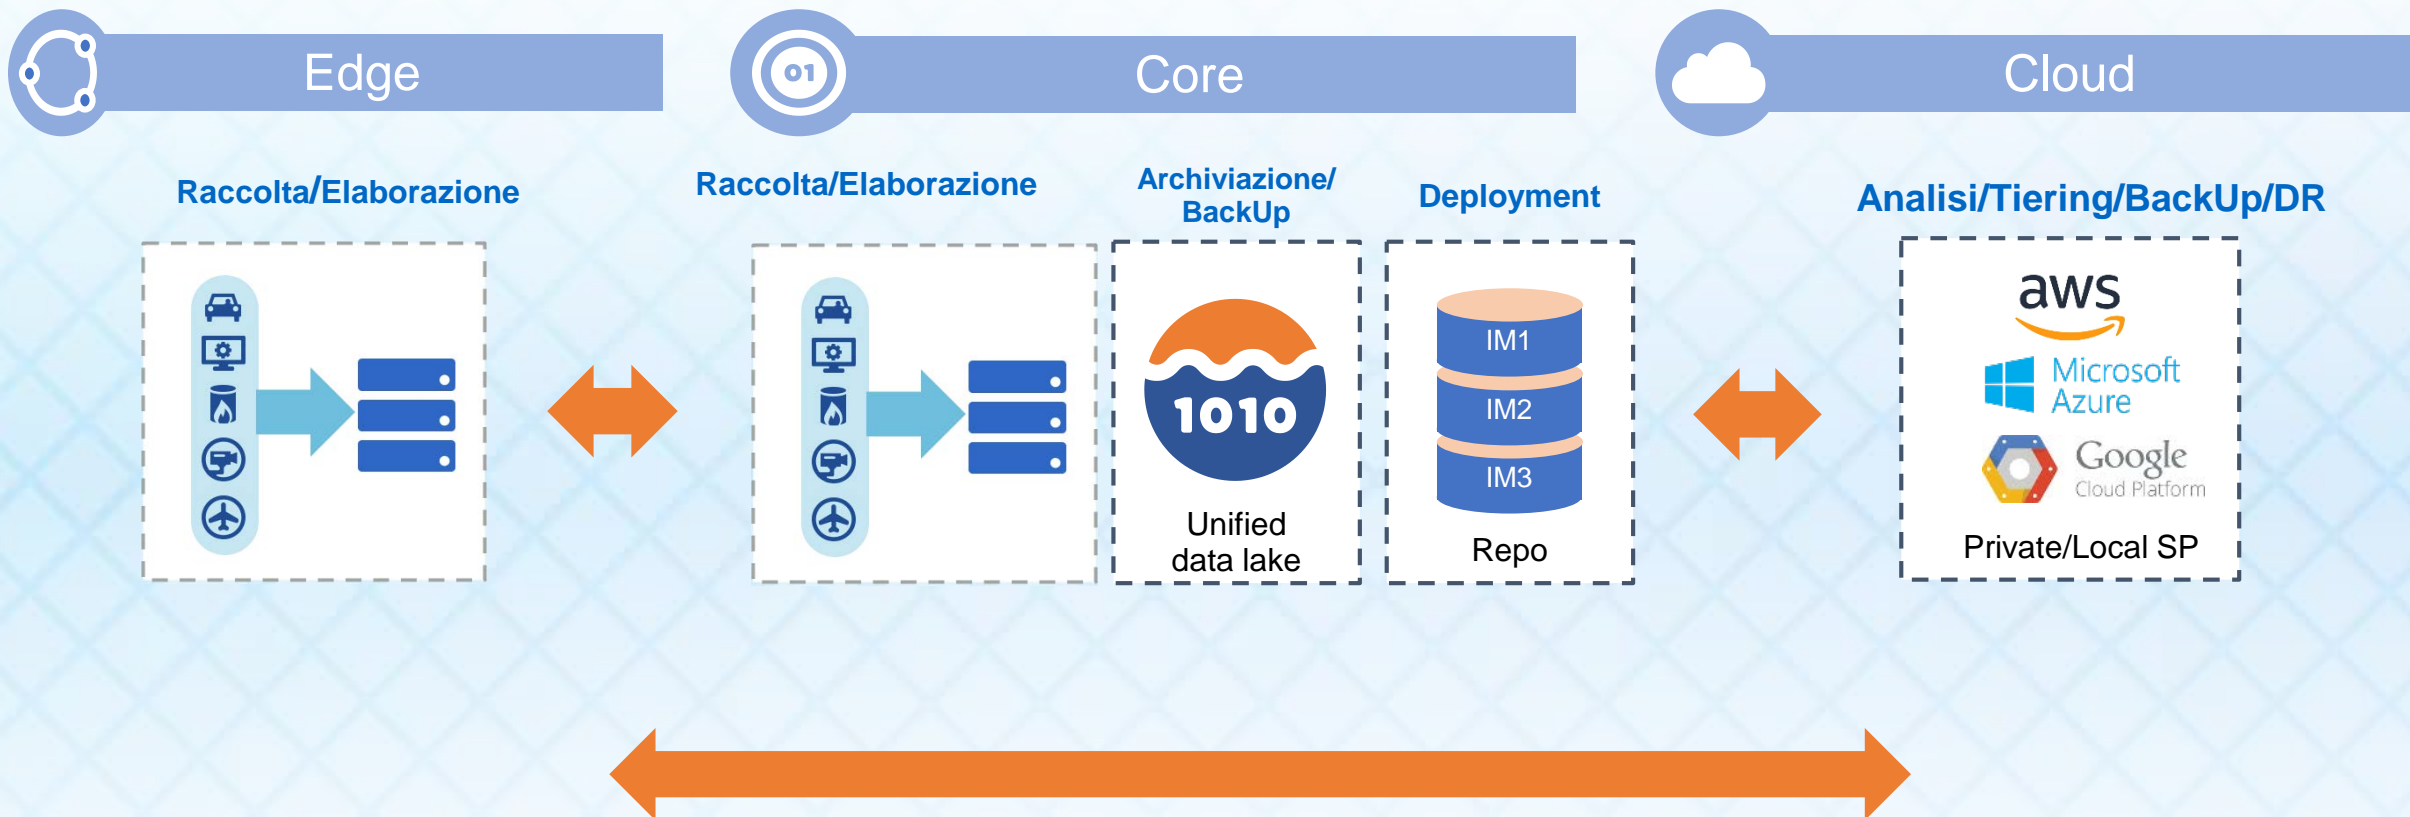 Edge
01
Core
Cloud
Raccolta/Elaborazione
Raccolta/Elaborazione
Archiviazione/
BackUp
Deployment
Analisi/Tiering/BackUp/DR
1010
Unified
data lake
IM1
IM2
IM3
Repo
aws
Microsoft
Azure
Google
Cloud Platform
Private/Local SP